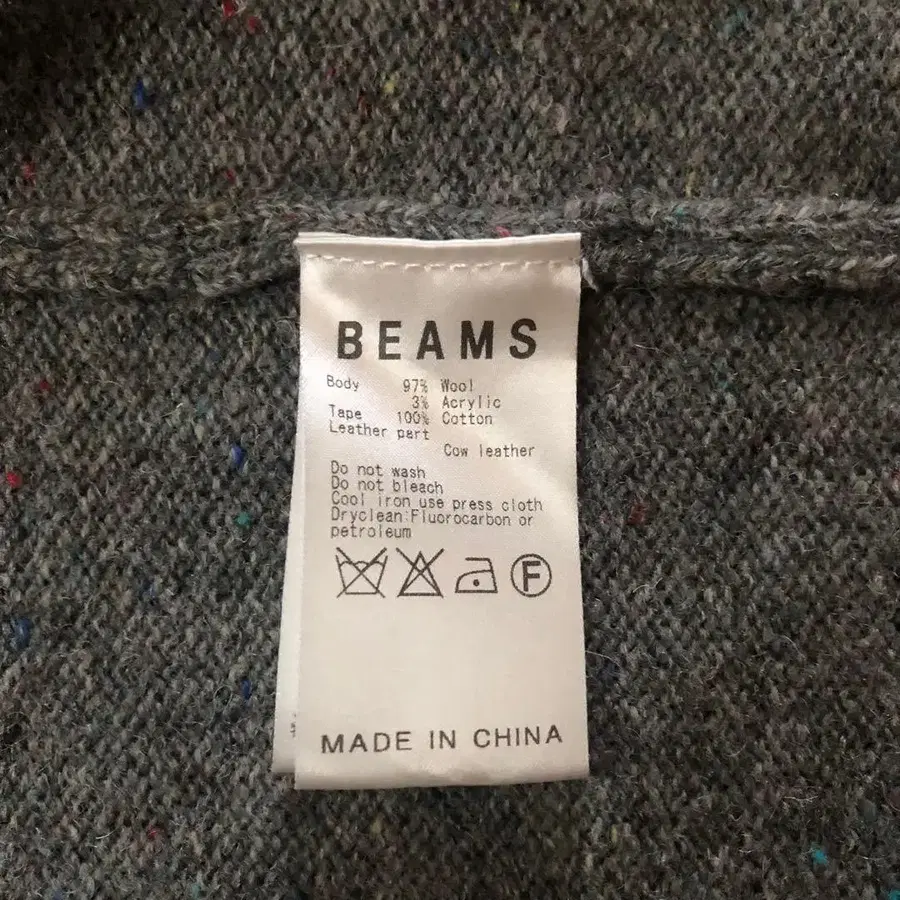 BEAMS
Body 97% Wool
3% Acrylic
Tape 100% Cotton
Leather part
Cow leather
Do not wash
Do not bleach
Cool iron use press cloth
Dryclean:Fluorocarbon or
petroleum
F
MADE IN CHINA